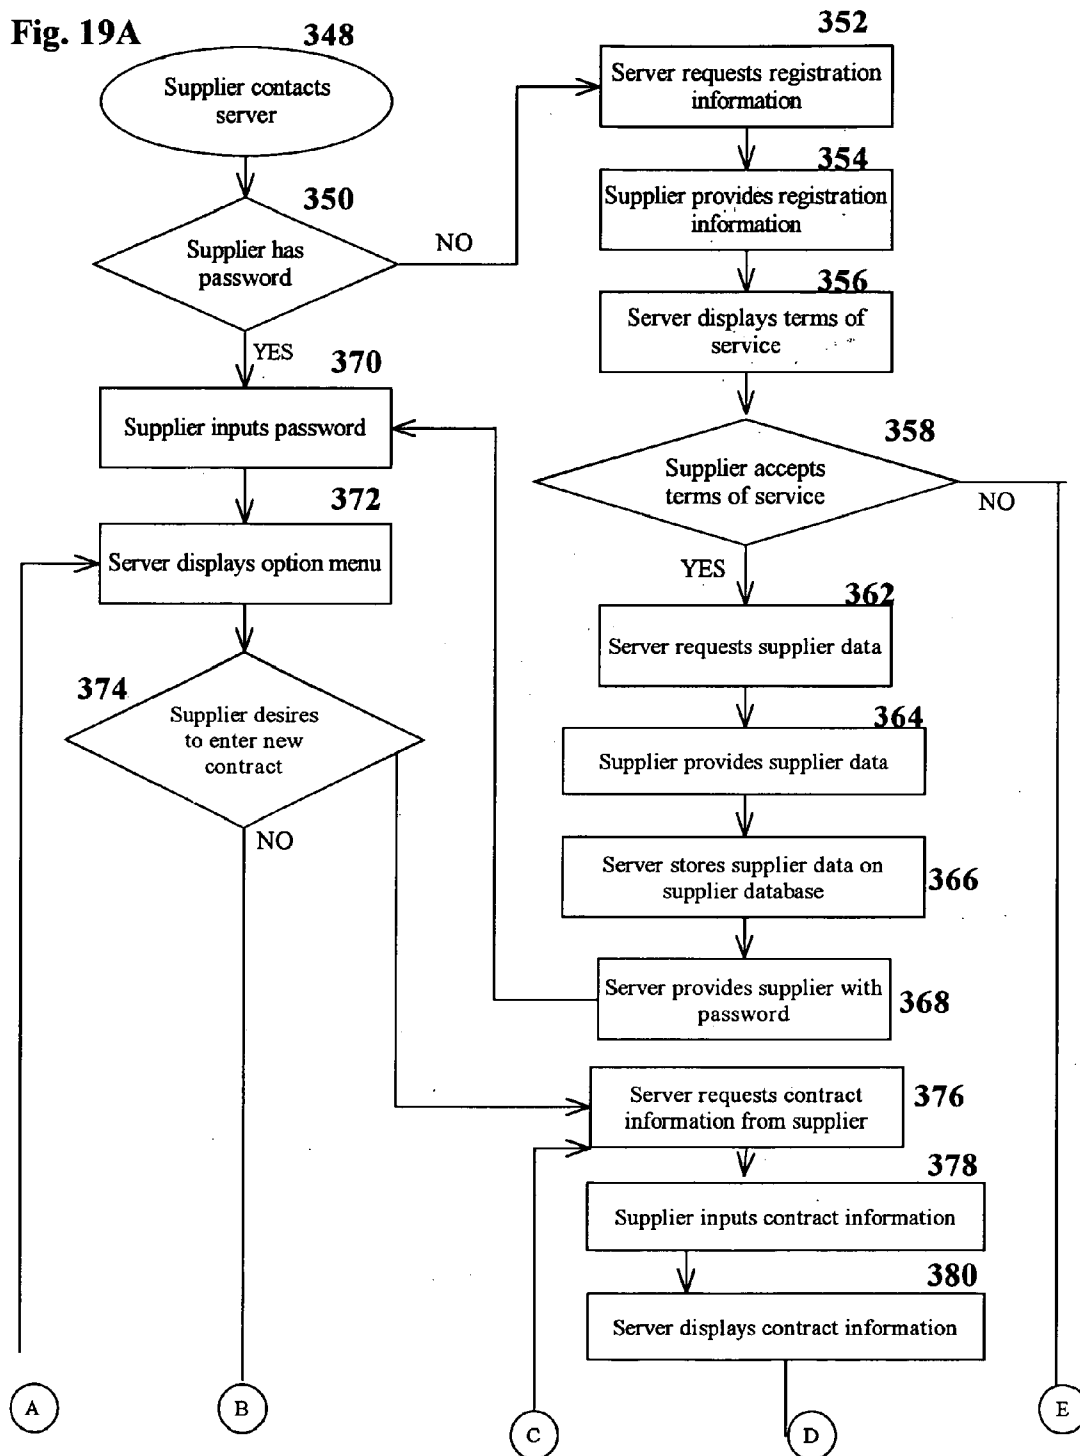 Fig. 19A
348
Supplier contacts
server
350
Supplier has
password
NO
YES
352
Server requests registration
information
354
Supplier provides registration
information
356
Server displays terms of
service
358
Supplier accepts
terms of service
NO
YES
370
Supplier inputs password
372
Server displays option menu
374
Supplier desires
to enter new
contract
NO
362
Server requests supplier data
364
Supplier provides supplier data
Server stores supplier data on
supplier database
366
Server provides supplier with
password
368
Server requests contract
information from supplier
376
378
Supplier inputs contract information
380
Server displays contract information
A
B
C
D
E